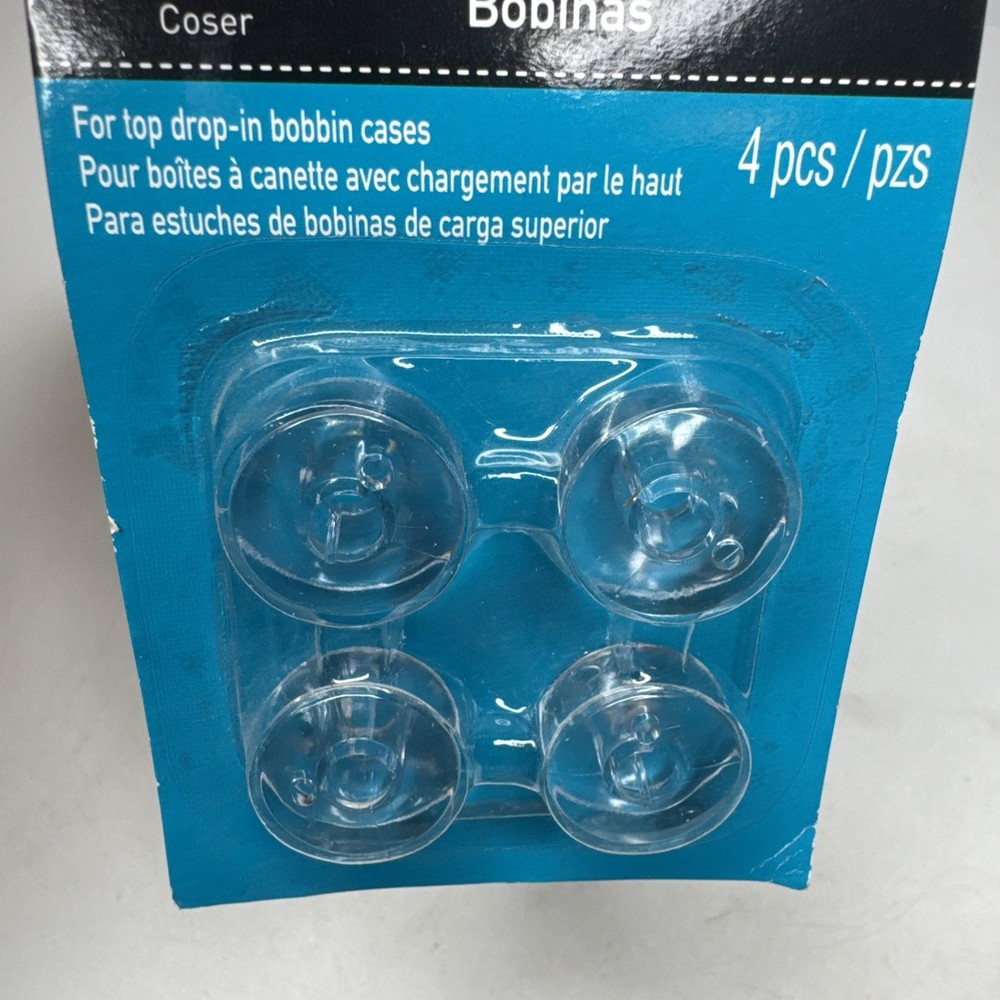 Coser
Bobinas
For top drop-in bobbin cases
Pour boîtes à canette avec chargement par le haut
Para estuches de bobinas de carga superior
4 pcs / pzs